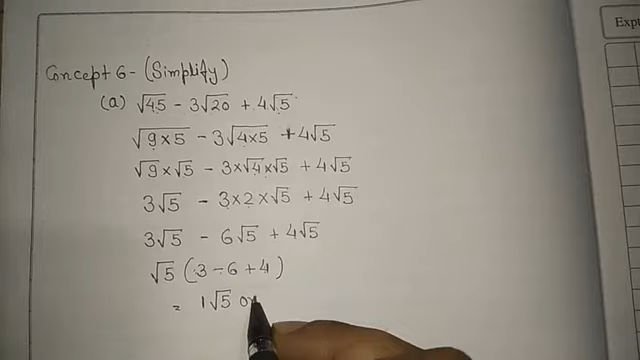 Concept 6 - (Simplify)
(a) √45 - 3√20 + 4√5
√9×5 - 3√4×5 + 4√5
√9 × √5 - 3×√4×√5 + 4√5
3√5 - 3×2×√5 + 4√5
3√5 - 6√5 + 4√5
√5 (3 - 6 + 4)
= 1√5 or